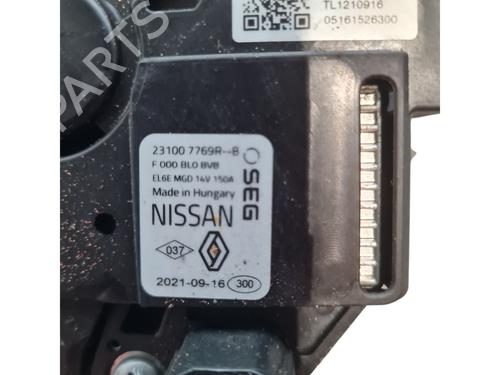 TL1210916
05161526300
23100 7769R--B
F 000 BL0 8VB
EL6E MGD 14V 150A
Made in Hungary
SEG
NISSAN
037
2021-09-16 300